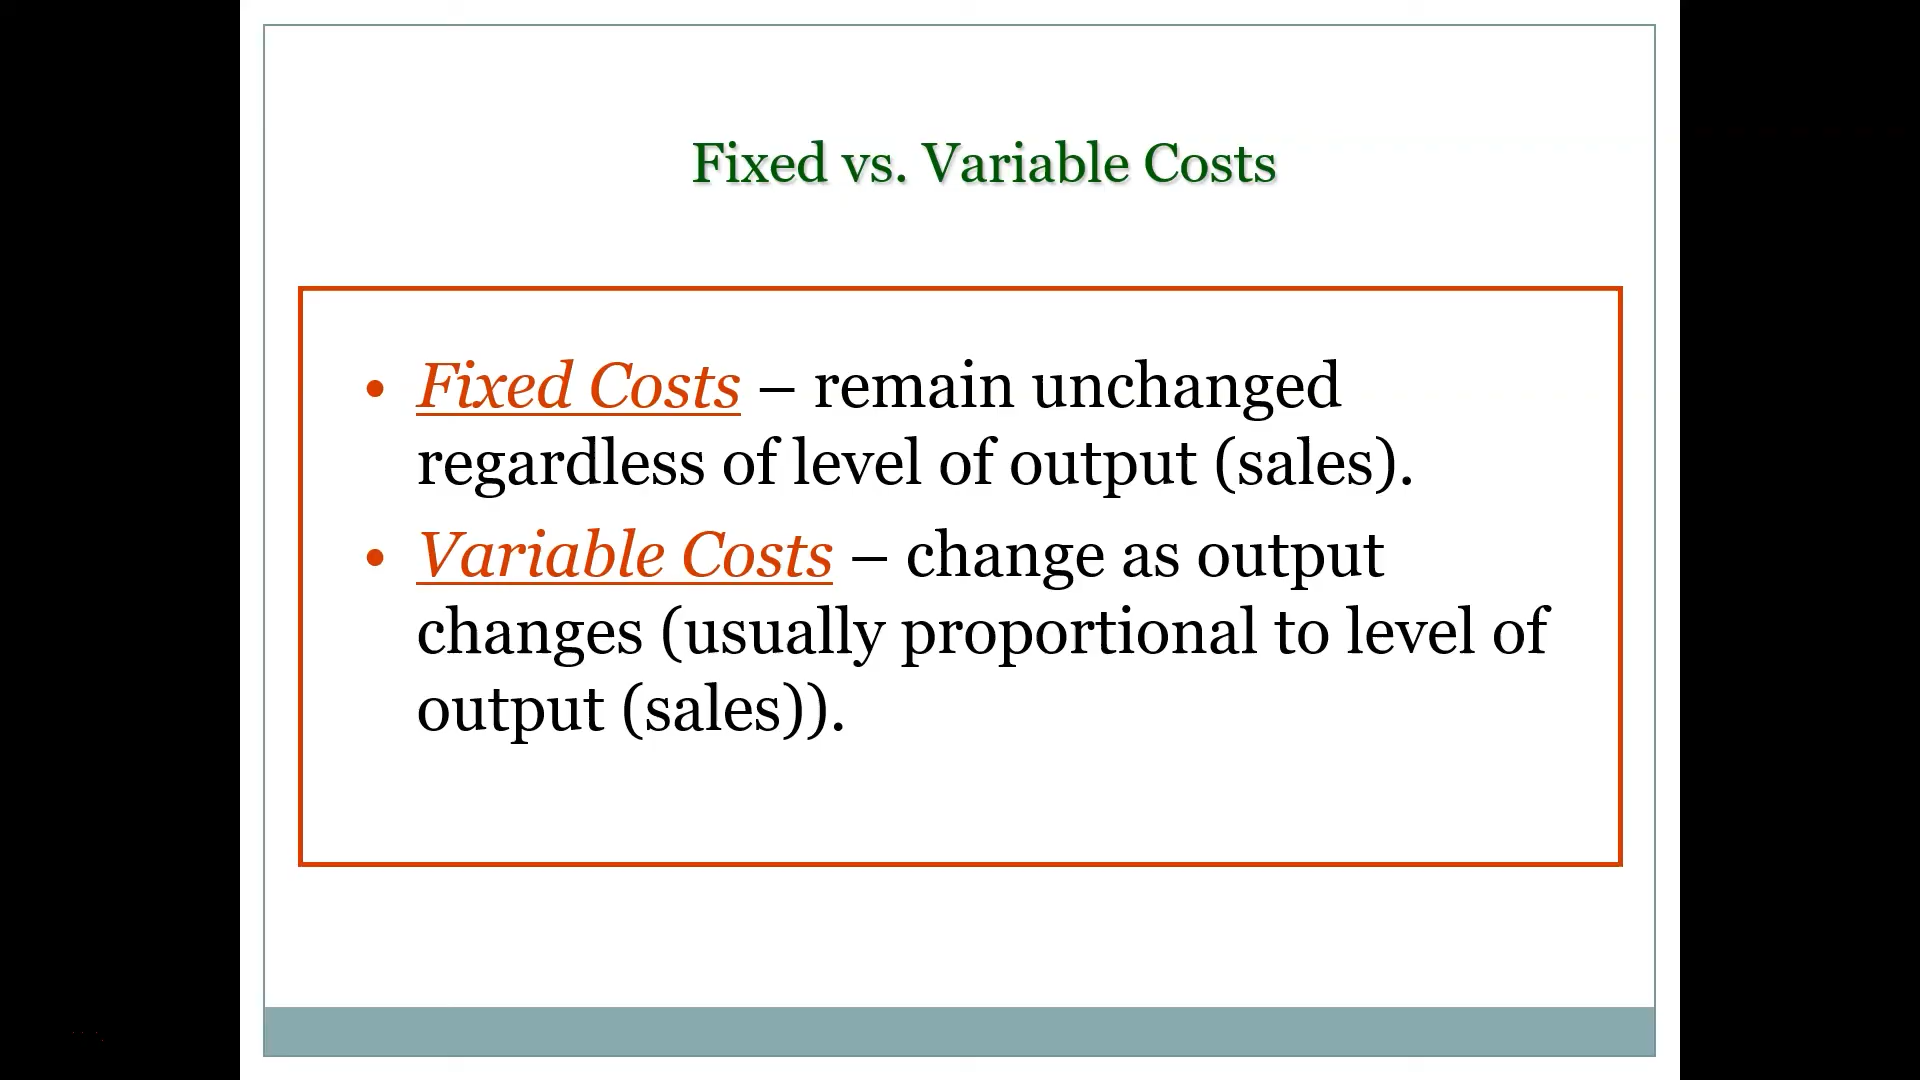 Fixed vs. Variable Costs
• Fixed Costs – remain unchanged
regardless of level of output (sales).
• Variable Costs – change as output
changes (usually proportional to level of
output (sales)).